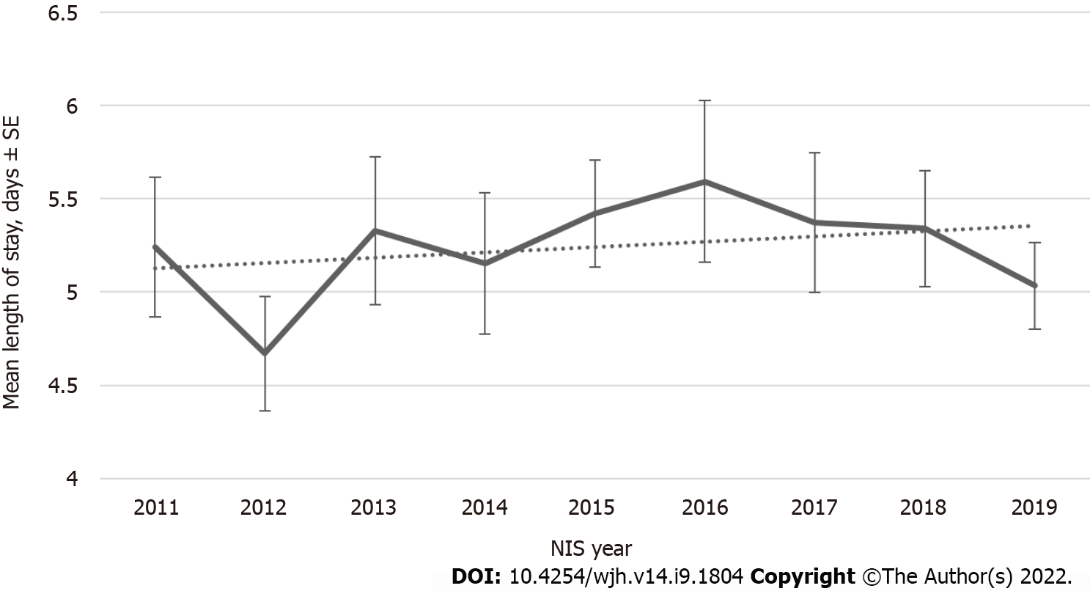 6.5
6
5.5
5
4.5
4
Mean length of stay, days ± SE
2011 2012 2013 2014 2015 2016 2017 2018 2019
NIS year
DOI: 10.4254/wjh.v14.i9.1804 Copyright ©The Author(s) 2022.